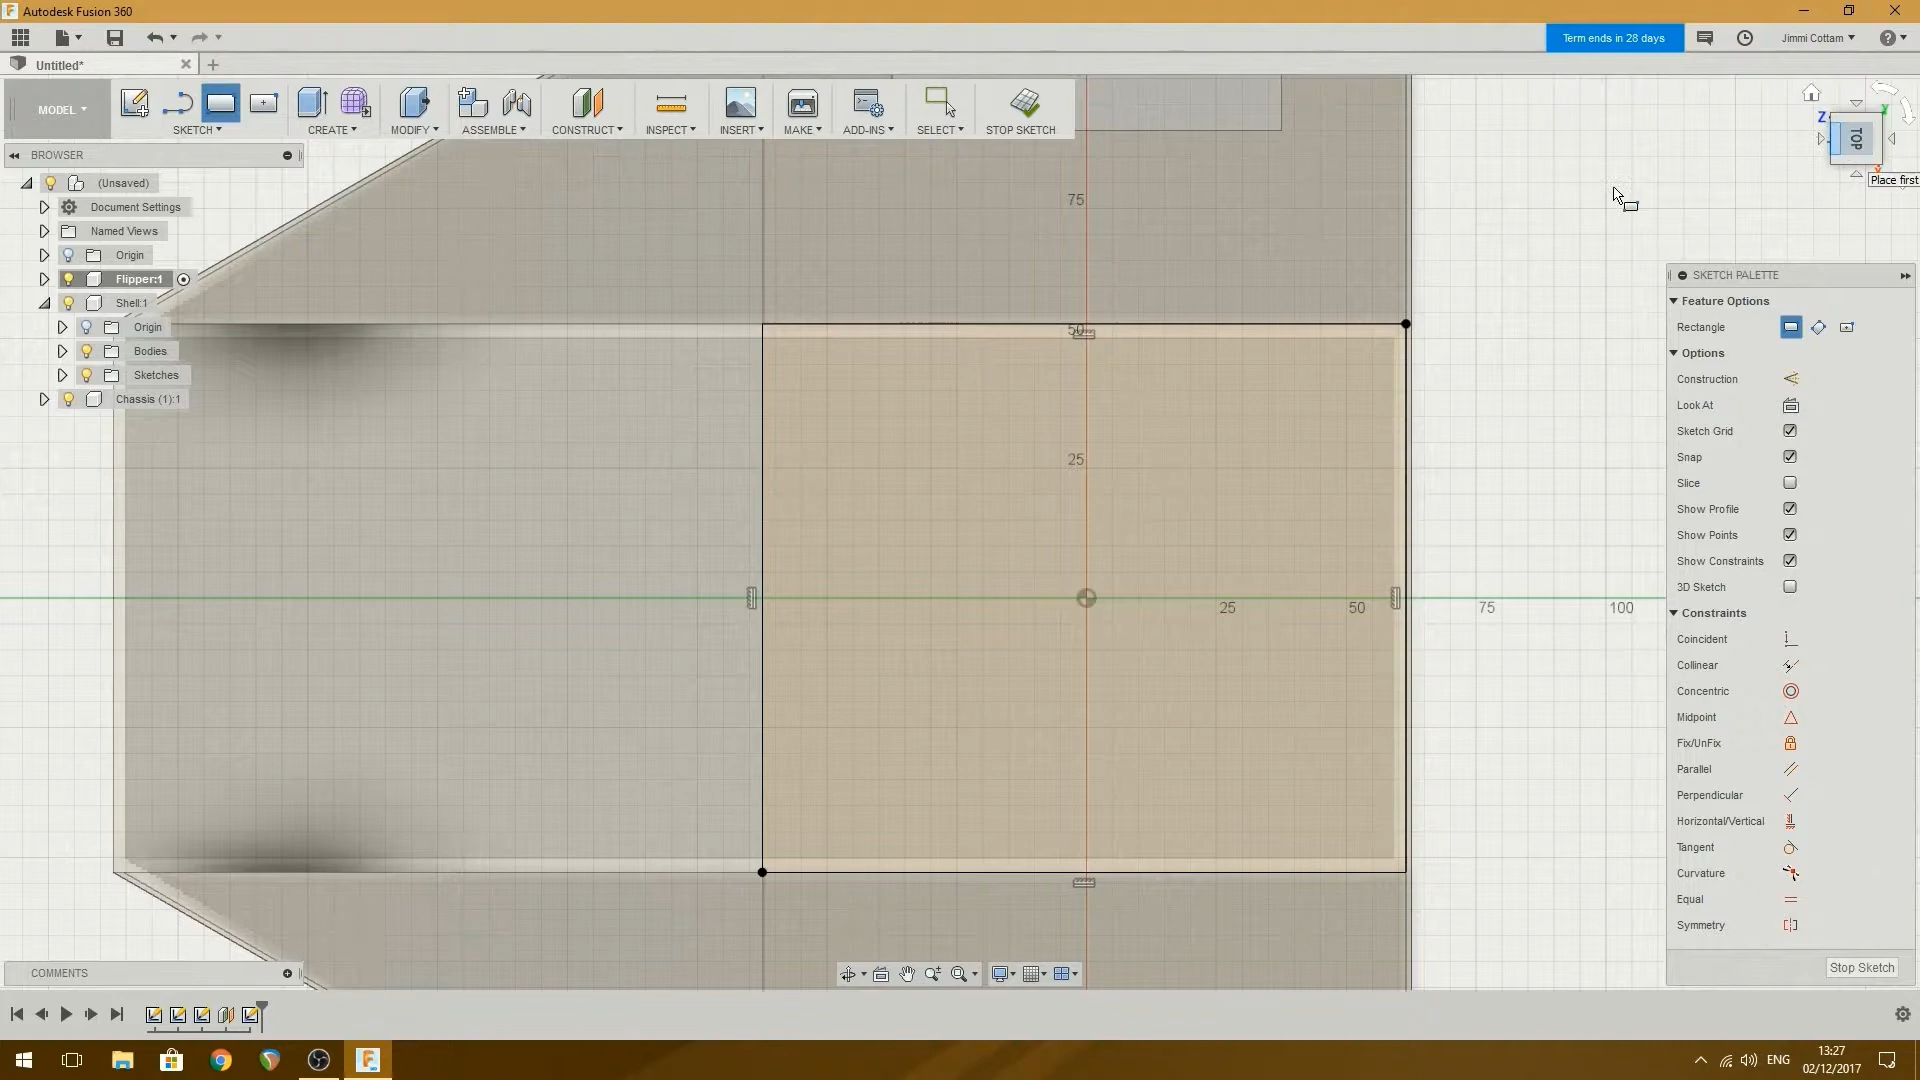 Autodesk Fusion 360
Term ends in 28 days
Jimmi Cottam
Untitled*
MODEL
SKETCH
CREATE
MODIFY
ASSEMBLE
CONSTRUCT
INSPECT
INSERT
MAKE
ADD-INS
SELECT
STOP SKETCH
BROWSER
(Unsaved)
Document Settings
Named Views
Origin
Flipper:1
Shell:1
Origin
Bodies
Sketches
Chassis (1):1
75
50
25
25
50
75
100
Z
Y
X
TOP
Place first
SKETCH PALETTE
Feature Options
Rectangle
Options
Construction
Look At
Sketch Grid
Snap
Slice
Show Profile
Show Points
Show Constraints
3D Sketch
Constraints
Coincident
Collinear
Concentric
Midpoint
Fix/UnFix
Parallel
Perpendicular
Horizontal/Vertical
Tangent
Curvature
Equal
Symmetry
Stop Sketch
COMMENTS
ENG
13:27
02/12/2017